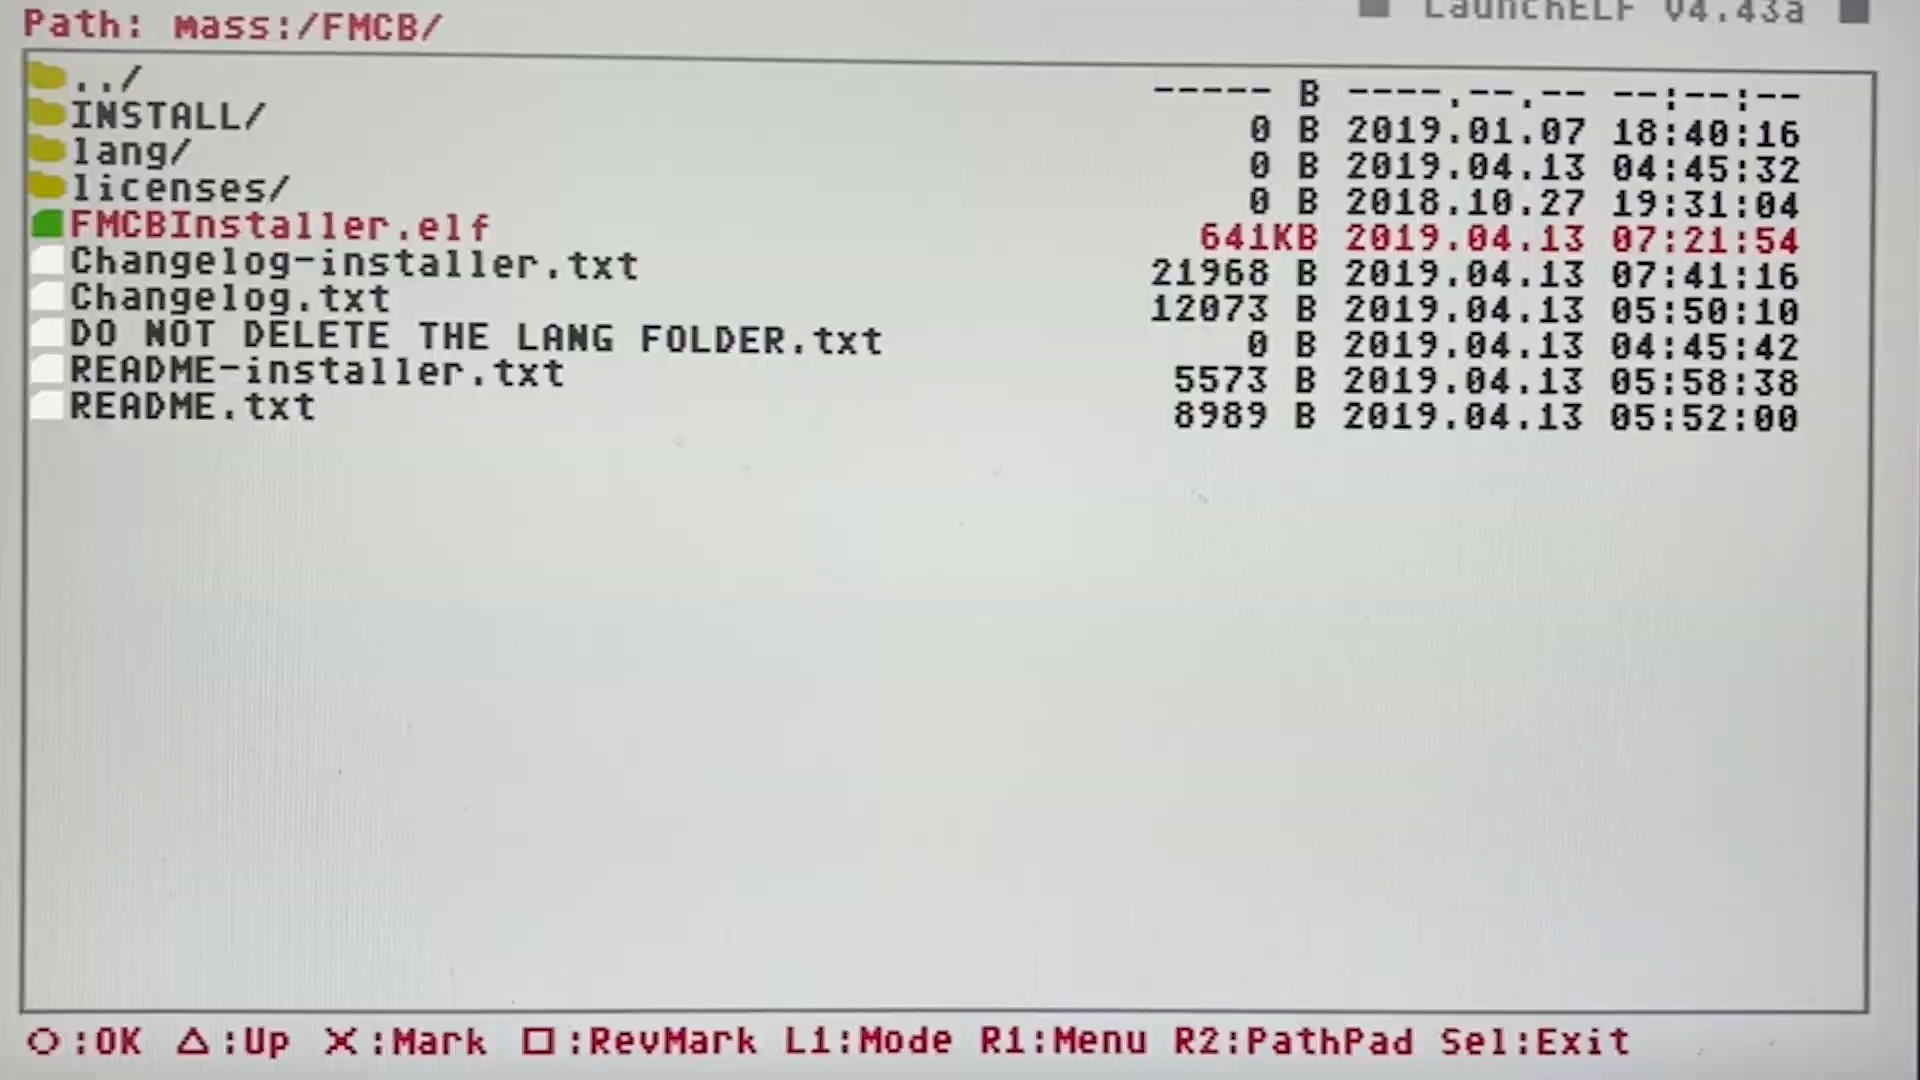 LaunchELF v4.43a
Path: mass:/FMCB/
../ ----- B ----.--.-- --:--:--
INSTALL/ 0 B 2019.01.07 18:40:16
lang/ 0 B 2019.04.13 04:45:32
licenses/ 0 B 2018.10.27 19:31:04
FMCBInstaller.elf 641KB 2019.04.13 07:21:54
Changelog-installer.txt 21968 B 2019.04.13 07:41:16
Changelog.txt 12073 B 2019.04.13 05:50:10
DO NOT DELETE THE LANG FOLDER.txt 0 B 2019.04.13 04:45:42
README-installer.txt 5573 B 2019.04.13 05:58:38
README.txt 8989 B 2019.04.13 05:52:00
○:OK △:Up ×:Mark □:RevMark L1:Mode R1:Menu R2:PathPad Sel:Exit